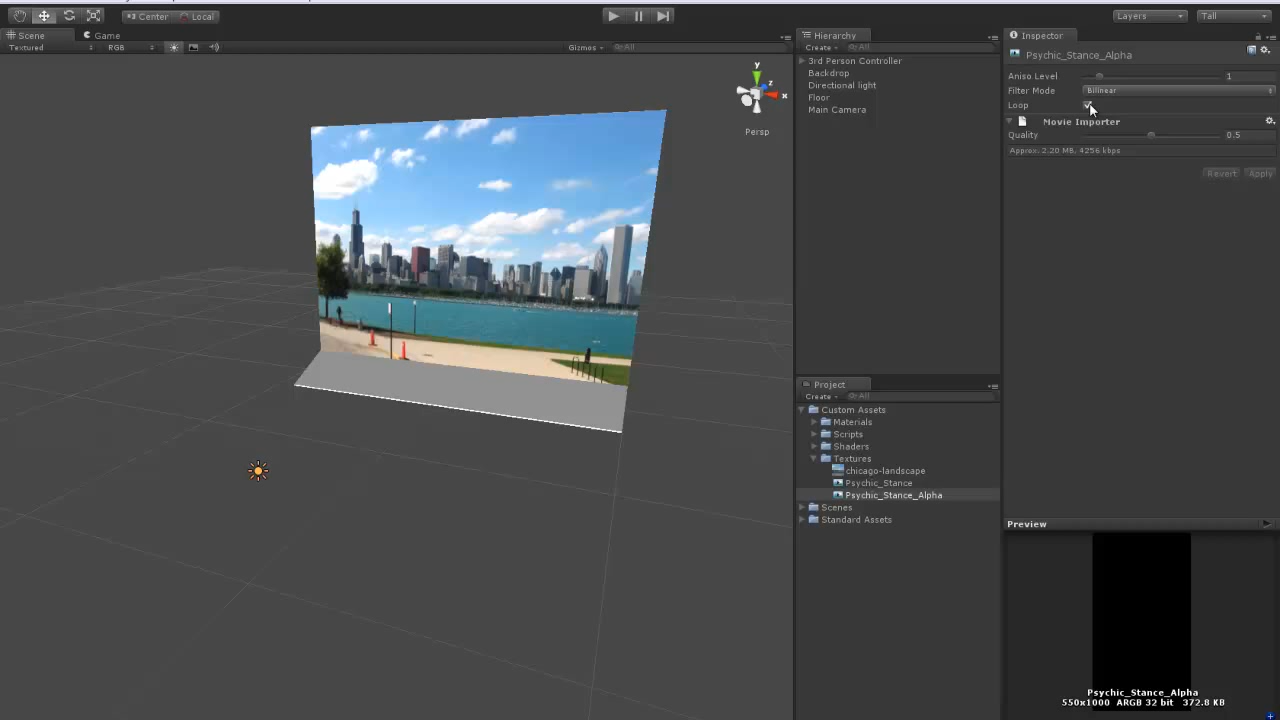 Center Local
Layers Tall
Scene Game
Textured RGB Gizmos All
y
z
x
Persp
Hierarchy
Create All
3rd Person Controller
Backdrop
Directional light
Floor
Main Camera
Project
Create All
Custom Assets
Materials
Scripts
Shaders
Textures
chicago-landscape
Psychic_Stance
Psychic_Stance_Alpha
Scenes
Standard Assets
Inspector
Psychic_Stance_Alpha
Aniso Level 1
Filter Mode Bilinear
Loop
Movie Importer
Quality 0.5
Approx. 2.20 MB, 4256 kbps
Revert Apply
Preview
Psychic_Stance_Alpha
550x1000 ARGB 32 bit 372.8 KB